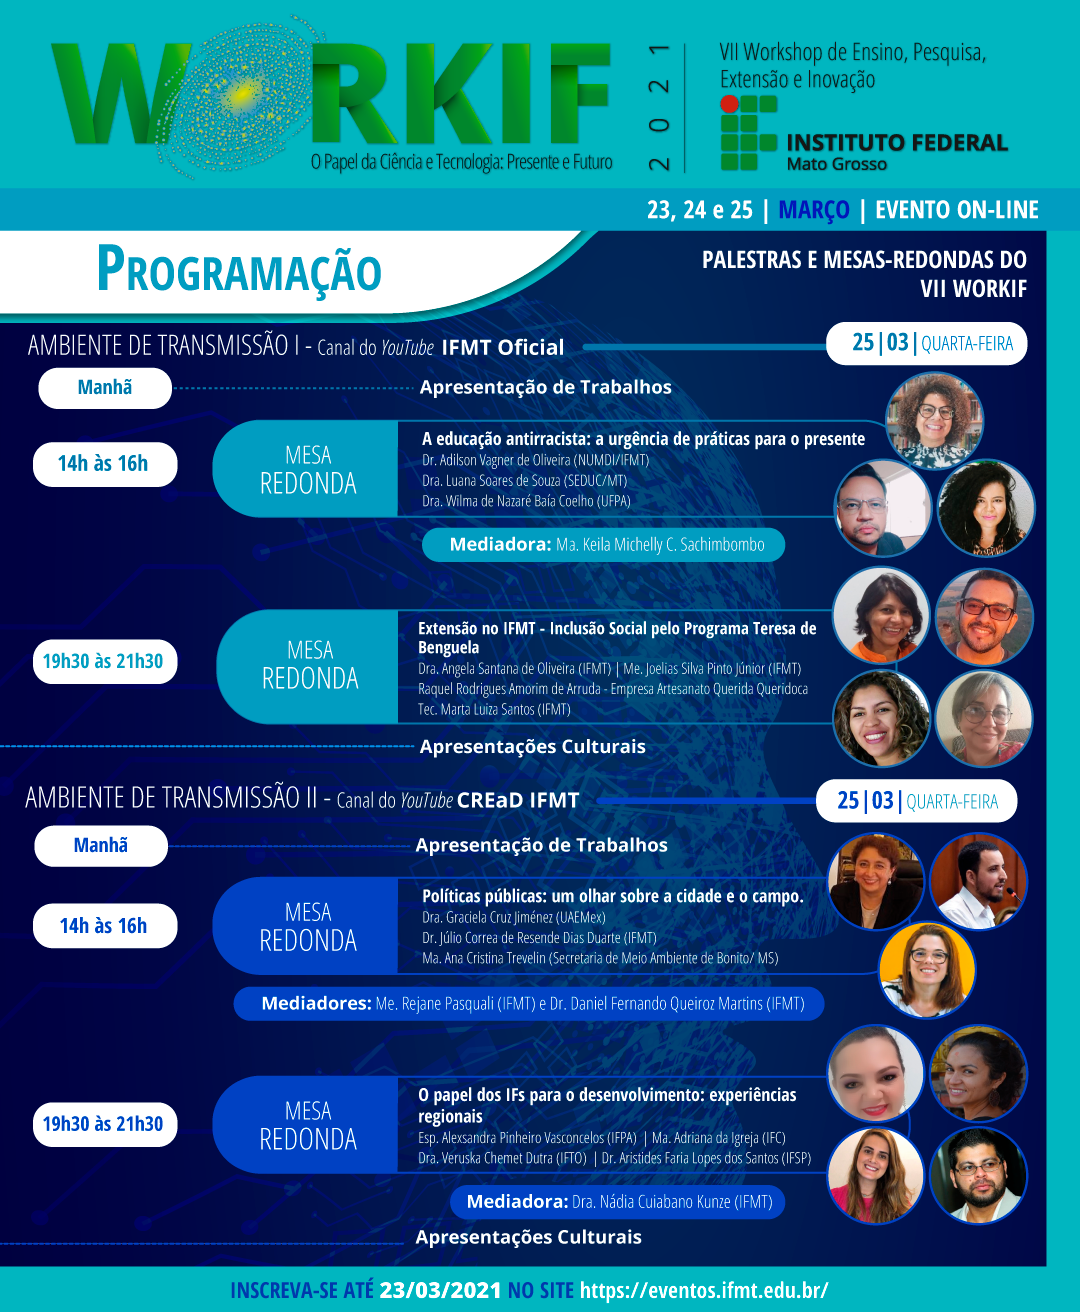 WORKIF
O Papel da Ciência e Tecnologia: Presente e Futuro
2021
VII Workshop de Ensino, Pesquisa,
Extensão e Inovação
INSTITUTO FEDERAL
Mato Grosso
23, 24 e 25 | MARÇO | EVENTO ON-LINE
PROGRAMAÇÃO
PALESTRAS E MESAS-REDONDAS DO
VII WORKIF
AMBIENTE DE TRANSMISSÃO I - Canal do YouTube IFMT Oficial
25|03|QUARTA-FEIRA
Manhã
Apresentação de Trabalhos
14h às 16h
MESA
REDONDA
A educação antirracista: a urgência de práticas para o presente
Dr. Adilson Vagner de Oliveira (NUMDI/IFMT)
Dra. Luana Soares de Souza (SEDUC/MT)
Dra. Wilma de Nazaré Baía Coelho (UFPA)
Mediadora: Ma. Keila Michelly C. Sachimbombo
19h30 às 21h30
MESA
REDONDA
Extensão no IFMT - Inclusão Social pelo Programa Teresa de
Benguela
Dra. Angela Santana de Oliveira (IFMT) | Me. Joelias Silva Pinto Júnior (IFMT)
Raquel Rodrigues Amorim de Arruda - Empresa Artesanato Querida Queridoca
Tec. Marta Luiza Santos (IFMT)
Apresentações Culturais
AMBIENTE DE TRANSMISSÃO II - Canal do YouTube CREaD IFMT
25|03|QUARTA-FEIRA
Manhã
Apresentação de Trabalhos
14h às 16h
MESA
REDONDA
Políticas públicas: um olhar sobre a cidade e o campo.
Dra. Graciela Cruz Jiménez (UAEMex)
Dr. Júlio Correa de Resende Dias Duarte (IFMT)
Ma. Ana Cristina Trevelin (Secretaria de Meio Ambiente de Bonito/ MS)
Mediadores: Me. Rejane Pasquali (IFMT) e Dr. Daniel Fernando Queiroz Martins (IFMT)
19h30 às 21h30
MESA
REDONDA
O papel dos IFs para o desenvolvimento: experiências
regionais
Esp. Alexsandra Pinheiro Vasconcelos (IFPA) | Ma. Adriana da Igreja (IFC)
Dra. Veruska Chemet Dutra (IFTO) | Dr. Aristides Faria Lopes dos Santos (IFSP)
Mediadora: Dra. Nádia Cuiabano Kunze (IFMT)
Apresentações Culturais
INSCREVA-SE ATÉ 23/03/2021 NO SITE https://eventos.ifmt.edu.br/